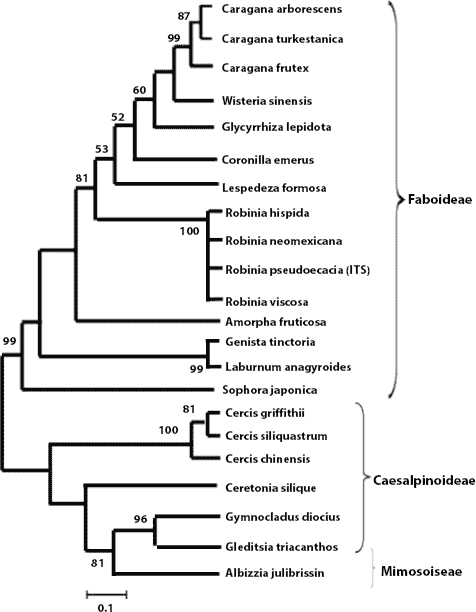 Caragana arborescens
87
Caragana turkestanica
99
Caragana frutex
60
Wisteria sinensis
52
Glycyrrhiza lepidota
53
Coronilla emerus
81
Lespedeza formosa
Faboideae
Robinia hispida
100
Robinia neomexicana
Robinia pseudoecacia (ITS)
Robinia viscosa
Amorpha fruticosa
99
Genista tinctoria
99
Laburnum anagyroides
Sophora japonica
81
Cercis griffithii
100
Cercis siliquastrum
Cercis chinensis
Caesalpinoideae
Ceretonia silique
96
Gymnocladus diocius
Gleditsia triacanthos
81
Albizzia julibrissin
Mimosoiseae
0.1